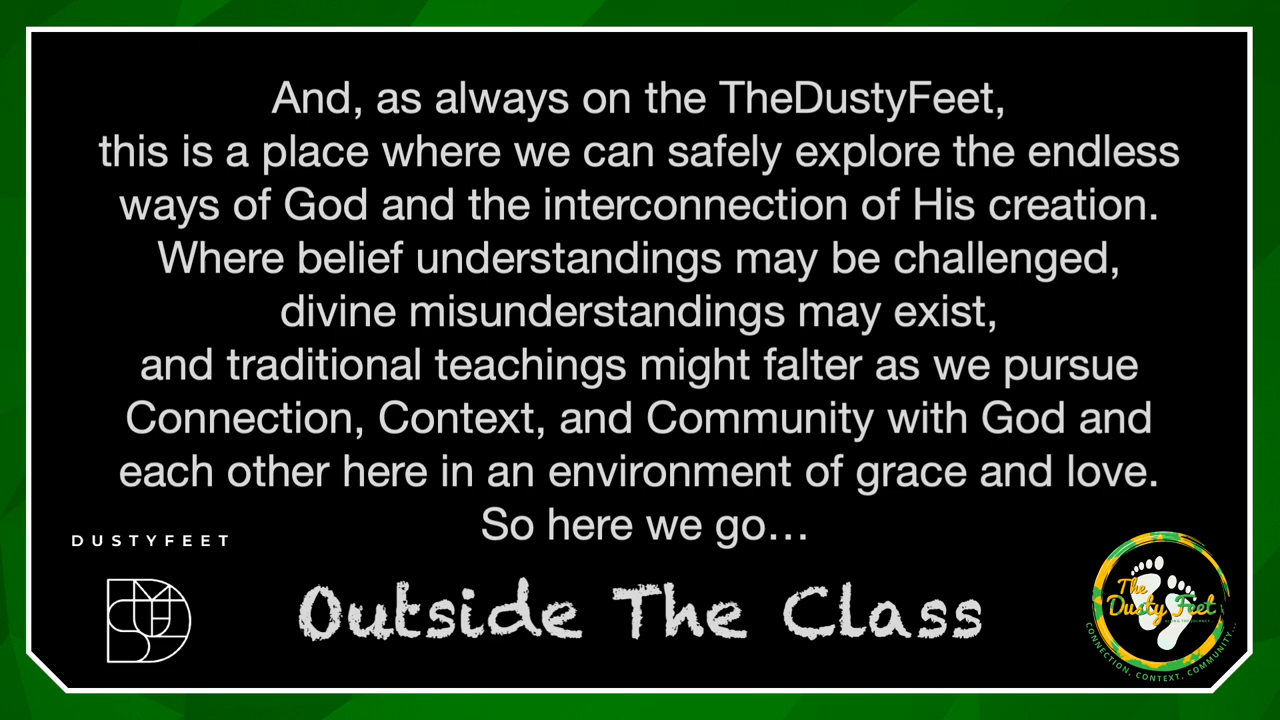 And, as always on the TheDustyFeet,
this is a place where we can safely explore the endless
ways of God and the interconnection of His creation.
Where belief understandings may be challenged,
divine misunderstandings may exist,
and traditional teachings might falter as we pursue
Connection, Context, and Community with God and
each other here in an environment of grace and love.
So here we go...
DUSTYFEET
Outside The Class
The
Dusty Feet
CONNECTION, CONTEXT, COMMUNITY...